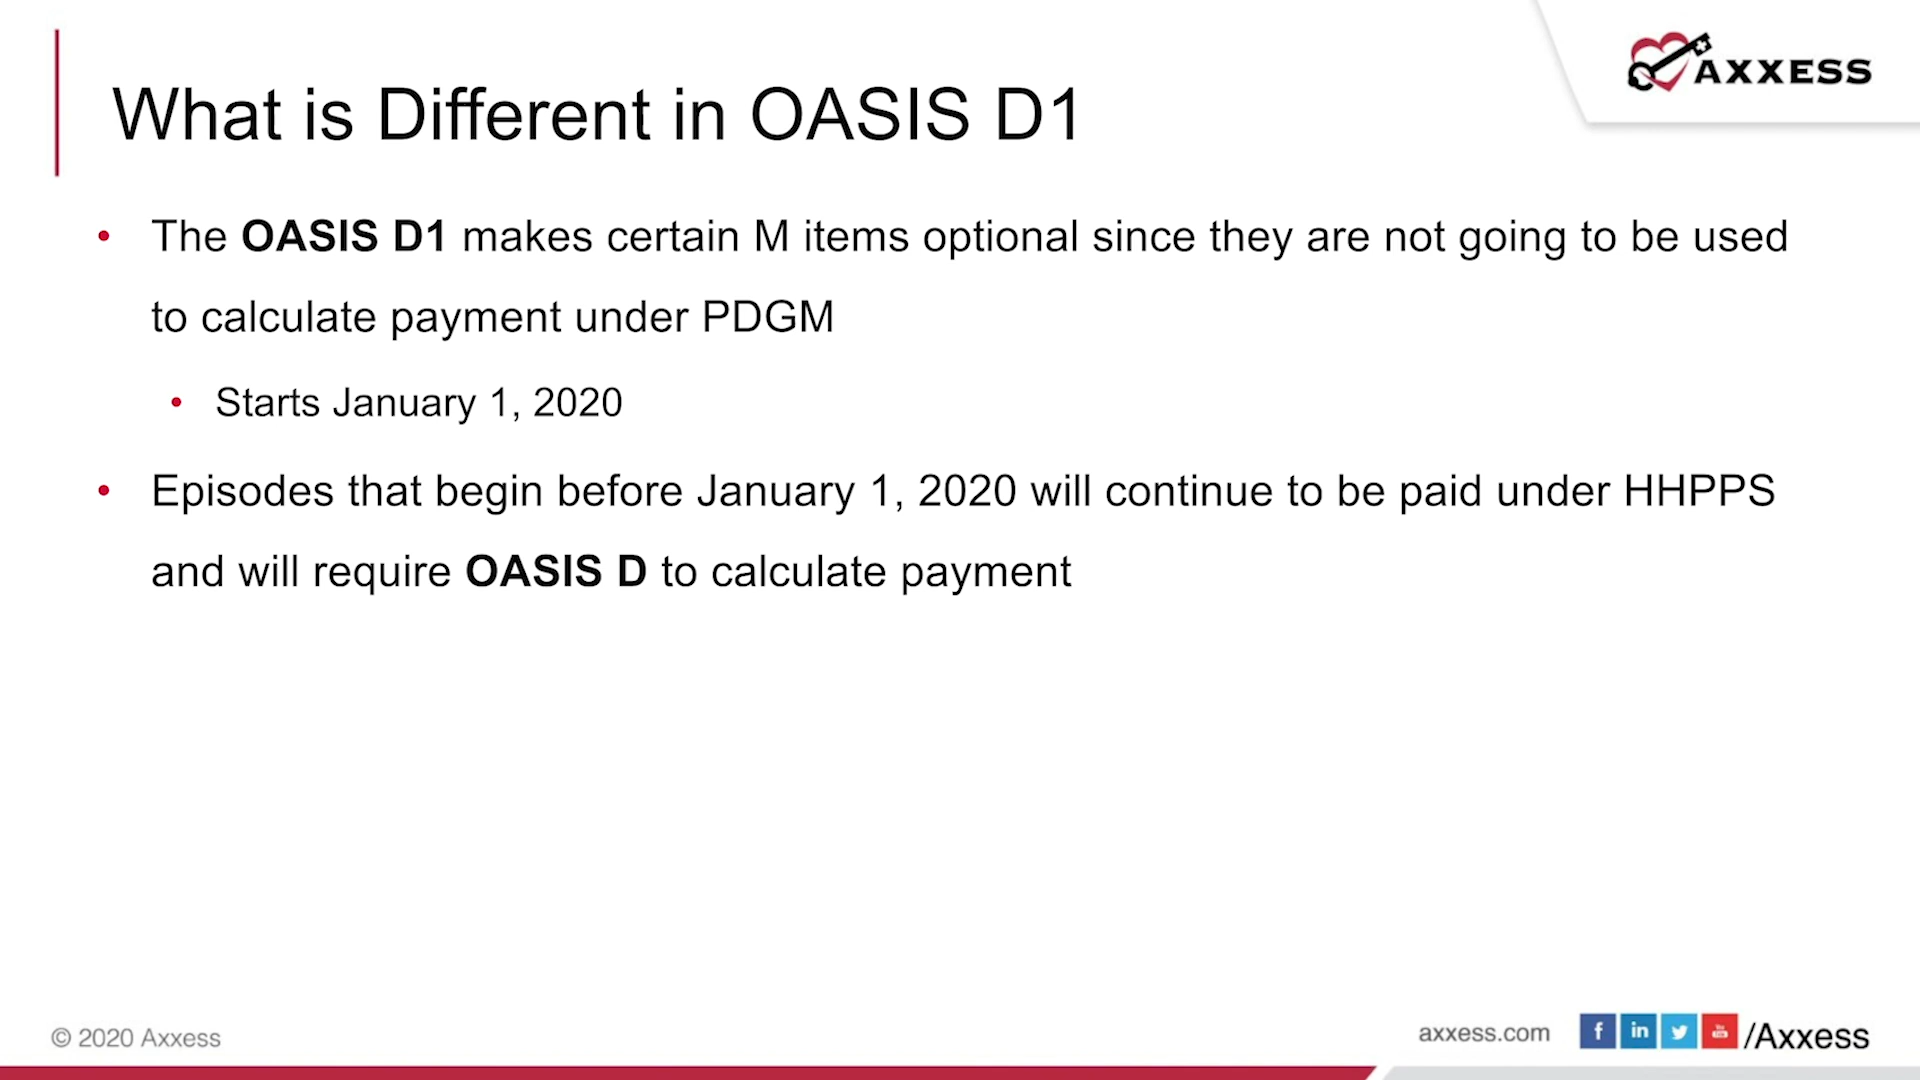 AXXESS
What is Different in OASIS D1
• The OASIS D1 makes certain M items optional since they are not going to be used
to calculate payment under PDGM
• Starts January 1, 2020
• Episodes that begin before January 1, 2020 will continue to be paid under HHPPS
and will require OASIS D to calculate payment
© 2020 Axxess
axxess.com f in /Axxess